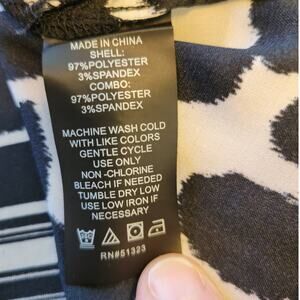 MADE IN CHINA
SHELL:
97%POLYESTER
3%SPANDEX
COMBO:
97%POLYESTER
3%SPANDEX
MACHINE WASH COLD
WITH LIKE COLORS
GENTLE CYCLE
USE ONLY
NON -CHLORINE
BLEACH IF NEEDED
TUMBLE DRY LOW
USE LOW IRON IF
NECESSARY
RN#51323